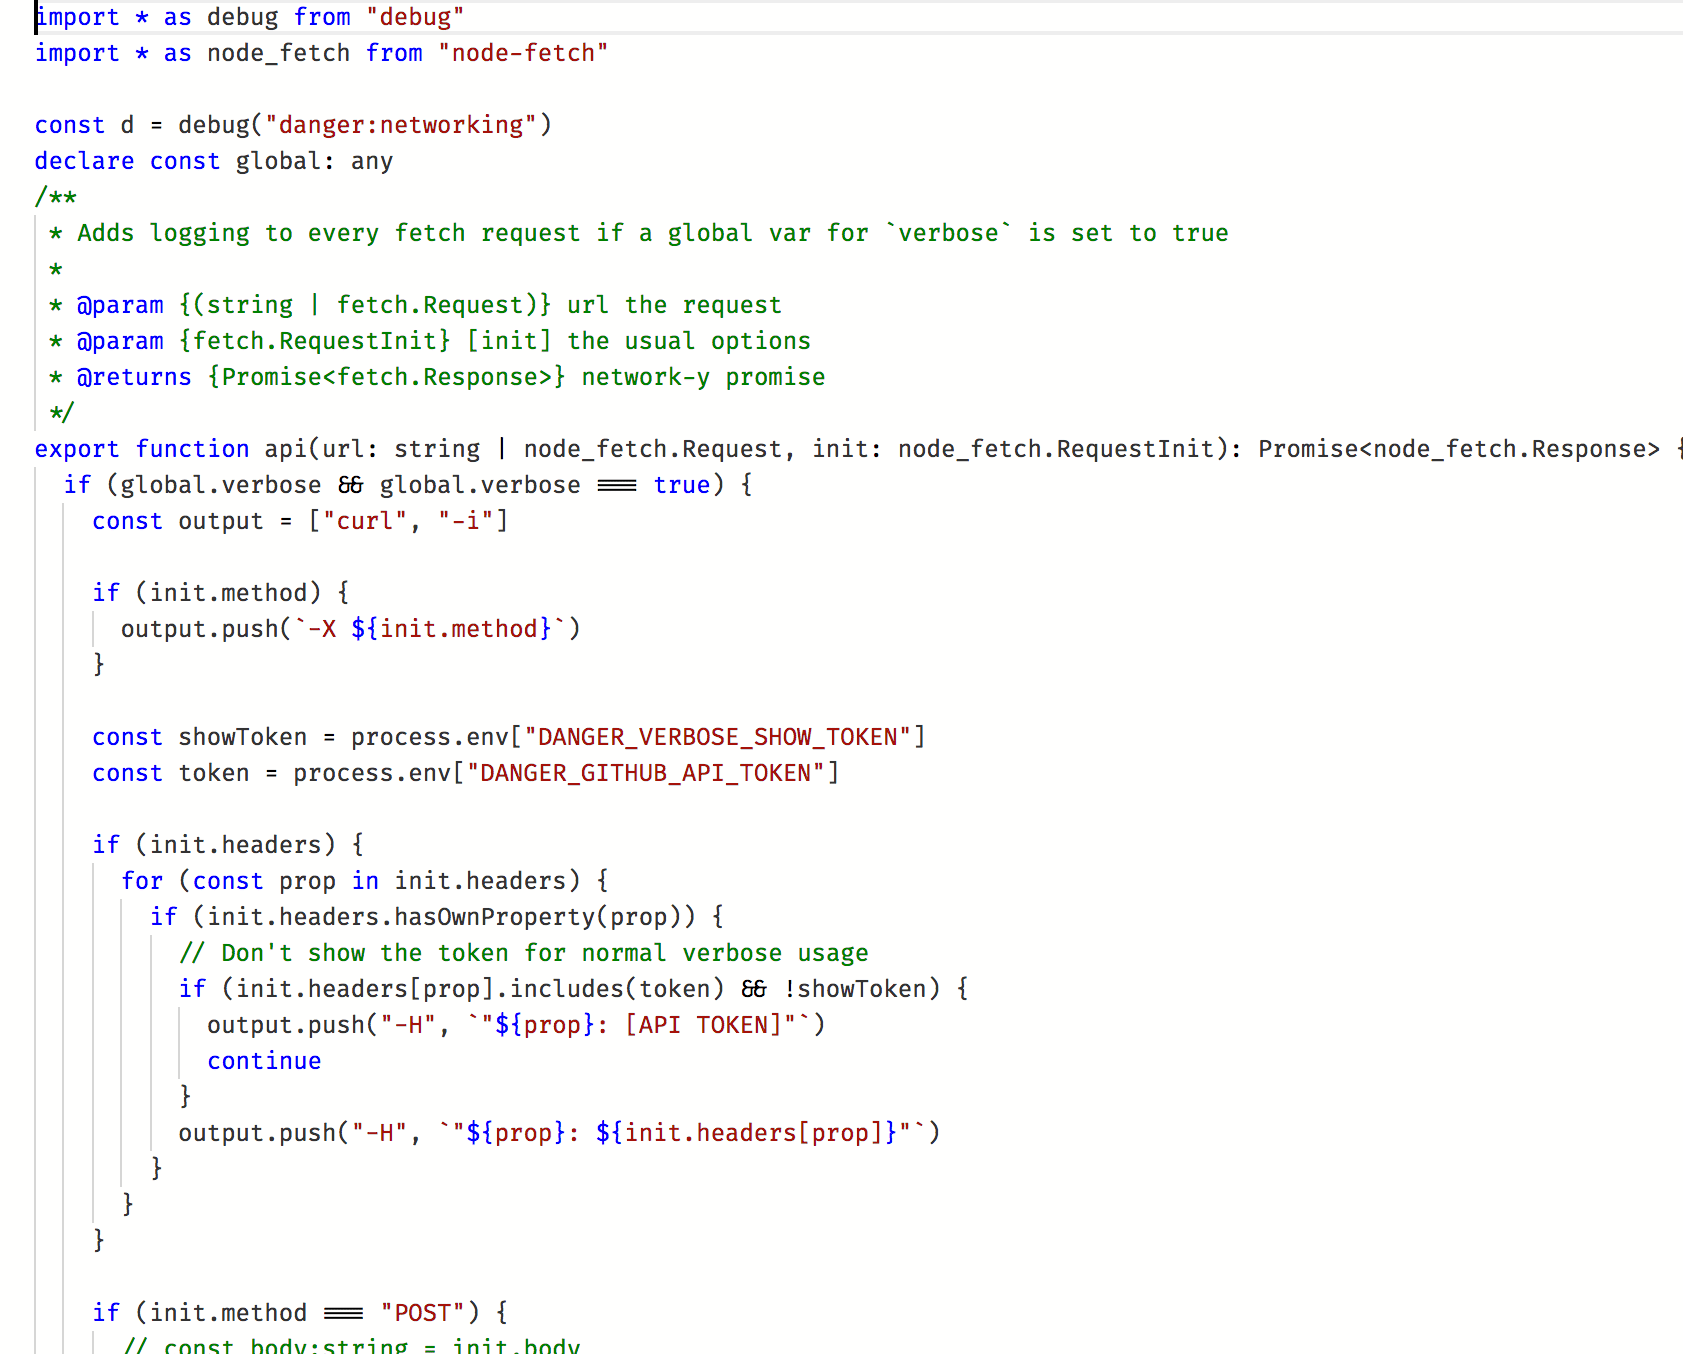 import * as debug from "debug"
import * as node_fetch from "node-fetch"
const d = debug("danger:networking")
declare const global: any
/**
 * Adds logging to every fetch request if a global var for `verbose` is set to true
 *
 * @param {(string | fetch.Request)} url the request
 * @param {fetch.RequestInit} [init] the usual options
 * @returns {Promise<fetch.Response>} network-y promise
 */
export function api(url: string | node_fetch.Request, init: node_fetch.RequestInit): Promise<node_fetch.Response> {
  if (global.verbose && global.verbose === true) {
    const output = ["curl", "-i"]
    if (init.method) {
      output.push(`-X ${init.method}`)
    }
    const showToken = process.env["DANGER_VERBOSE_SHOW_TOKEN"]
    const token = process.env["DANGER_GITHUB_API_TOKEN"]
    if (init.headers) {
      for (const prop in init.headers) {
        if (init.headers.hasOwnProperty(prop)) {
          // Don't show the token for normal verbose usage
          if (init.headers[prop].includes(token) && !showToken) {
            output.push("-H", `"${prop}: [API TOKEN]"`)
            continue
          }
          output.push("-H", `"${prop}: ${init.headers[prop]}"`)
        }
      }
    }
    if (init.method === "POST") {
      // const body:string = init.body